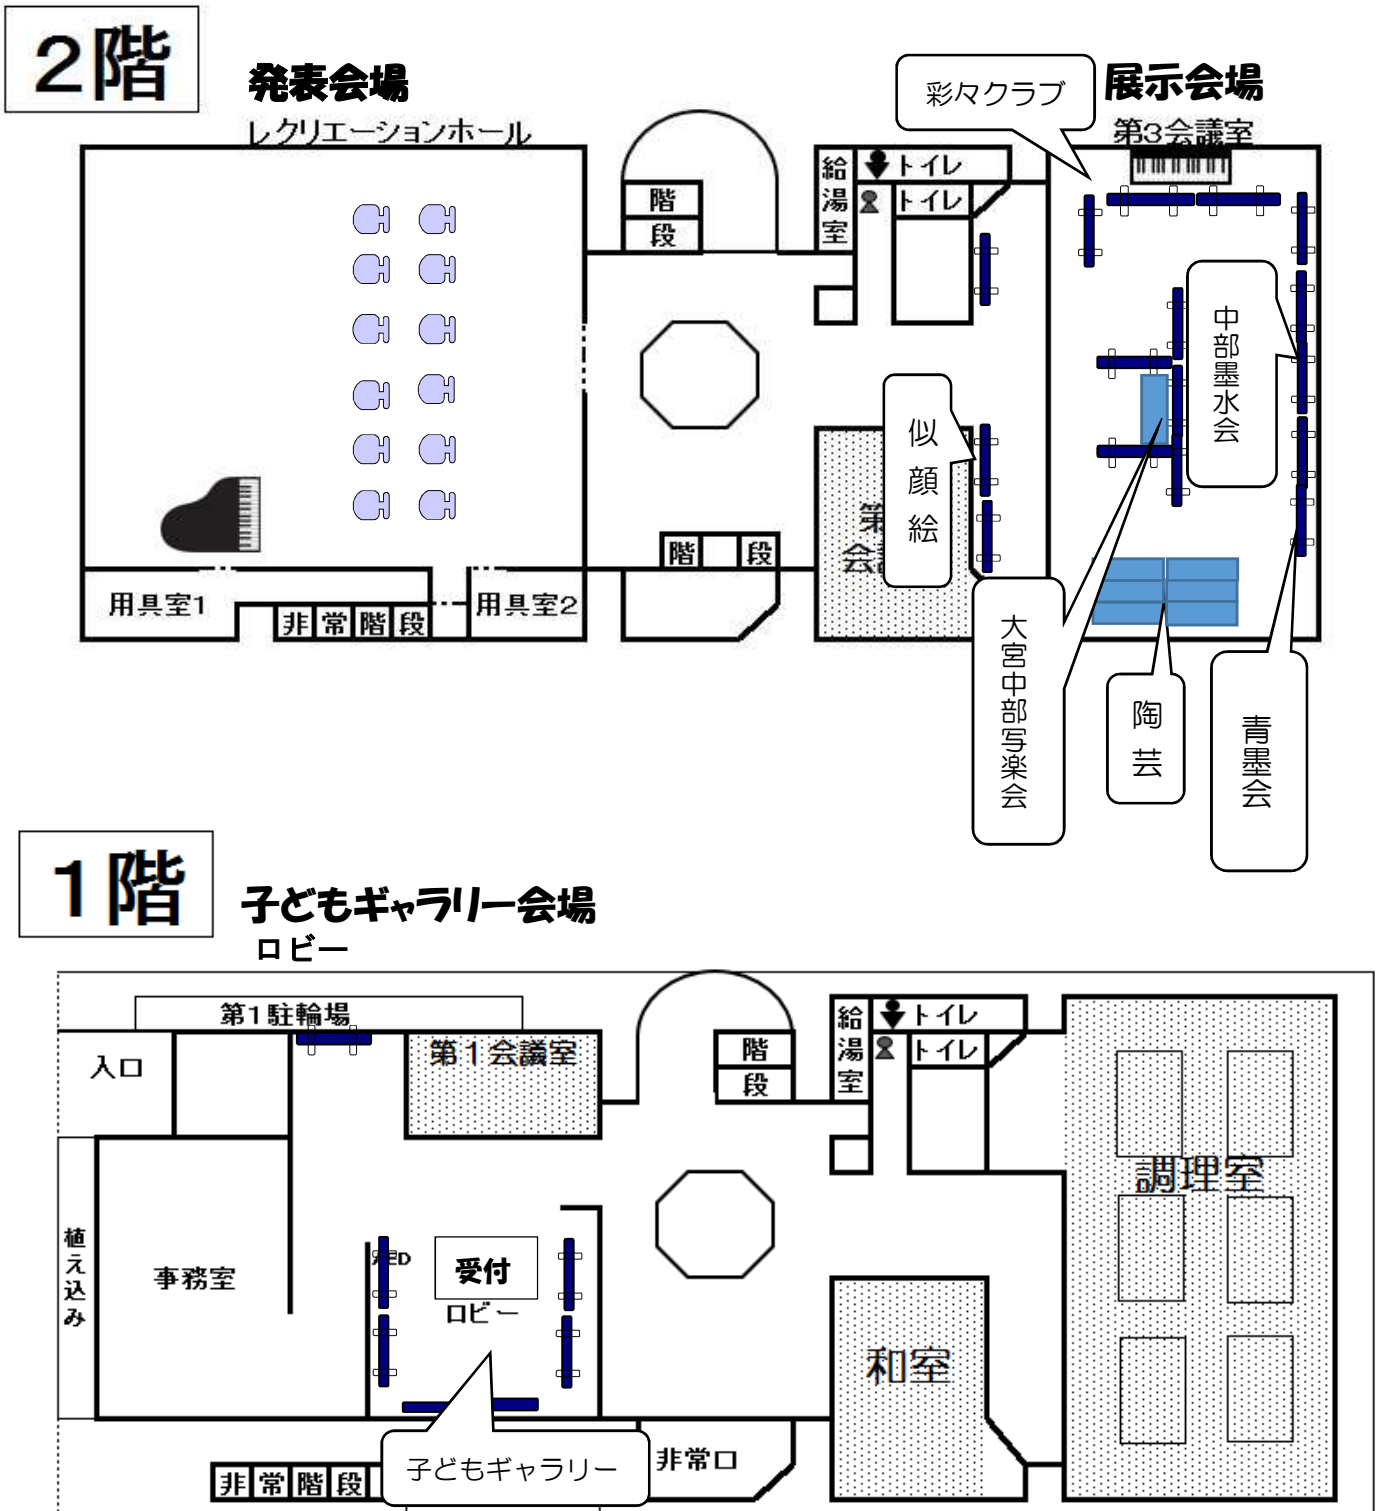 2階
発表会場
レクリエーションホール
彩々クラブ
展示会場
第3会議室
給湯室
トイレ
トイレ
階
段
中部墨水会
似顔絵
第
会議
階
段
用具室1
非常階段
用具室2
大宮中部写楽会
陶芸
青墨会
1階
子どもギャラリー会場
ロビー
第1駐輪場
入口
第1会議室
階
段
給湯室
トイレ
トイレ
調理室
植え込み
事務室
受付
ロビー
和室
子どもギャラリー
非常口
非常階段